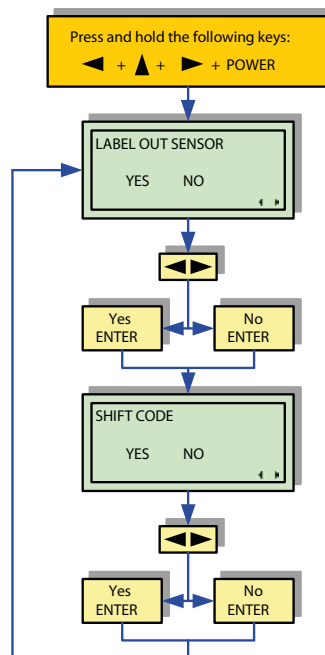 Press and hold the following keys:
◄ + ▲ + ► + POWER
LABEL OUT SENSOR
YES NO
Yes
ENTER
No
ENTER
SHIFT CODE
YES NO
Yes
ENTER
No
ENTER